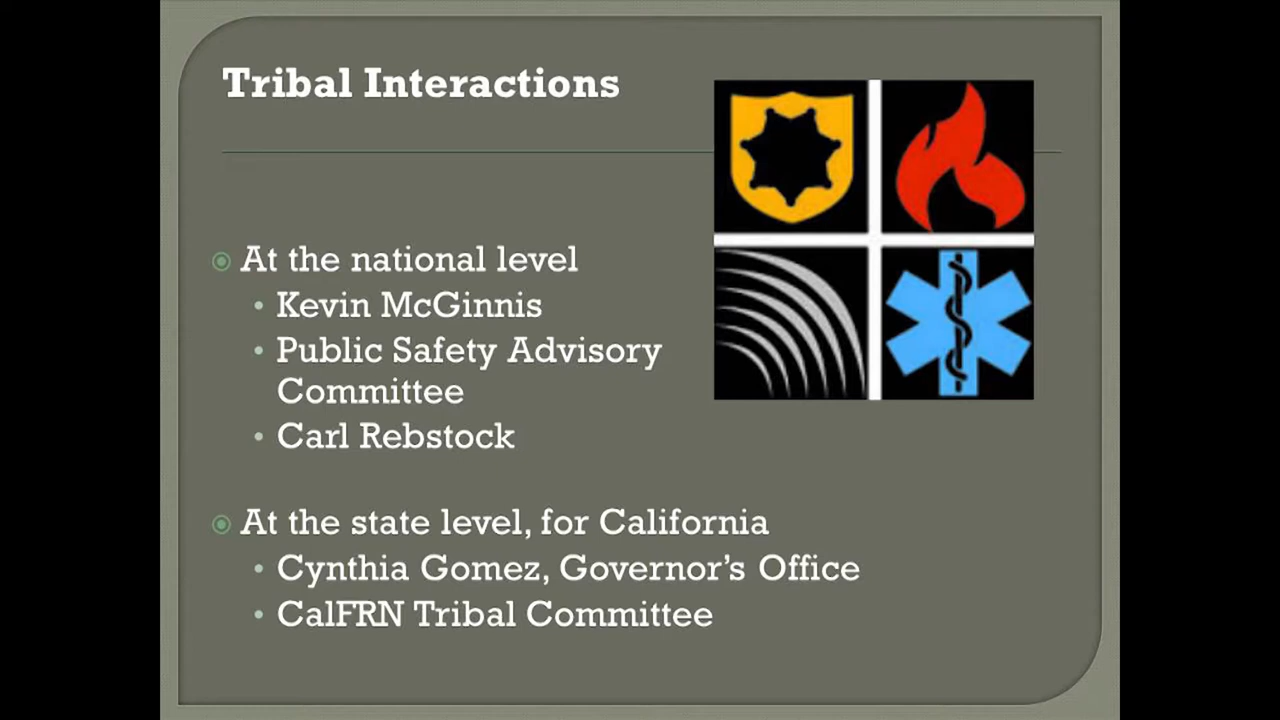 Tribal Interactions
At the national level
Kevin McGinnis
Public Safety Advisory
Committee
Carl Rebstock
At the state level, for California
Cynthia Gomez, Governor’s Office
CalFRN Tribal Committee